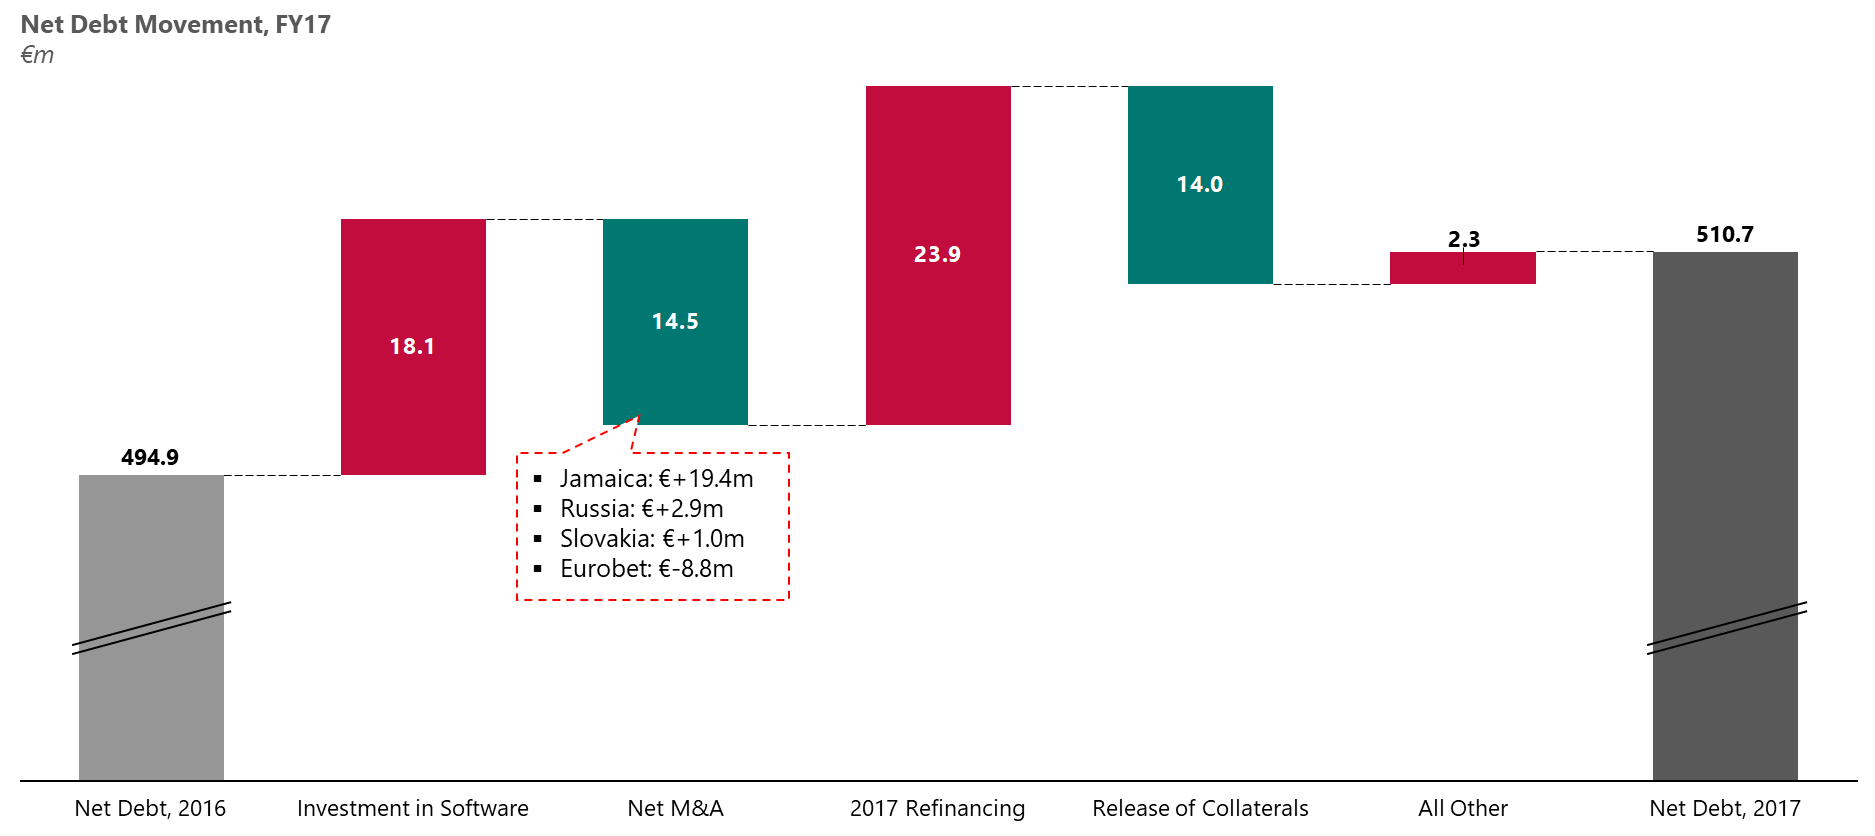 Net Debt Movement, FY17
€m
494.9
18.1
14.5
23.9
14.0
2.3
510.7
▪ Jamaica: €+19.4m
▪ Russia: €+2.9m
▪ Slovakia: €+1.0m
▪ Eurobet: €-8.8m
Net Debt, 2016
Investment in Software
Net M&A
2017 Refinancing
Release of Collaterals
All Other
Net Debt, 2017